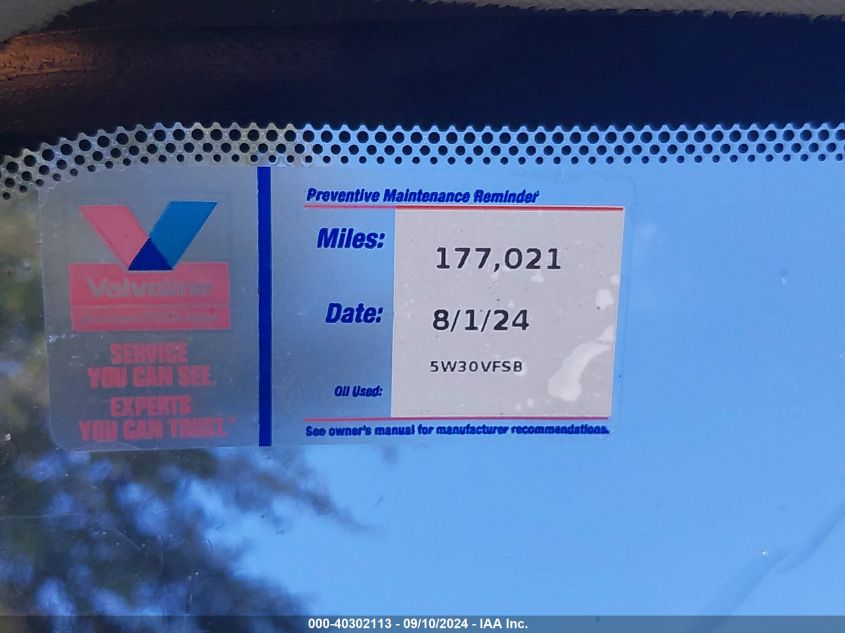 Valvoline
SERVICE
YOU CAN SEE.
EXPERTS
YOU CAN TRUST.™
Preventive Maintenance Reminder
Miles: 177,021
Date: 8/1/24
5W30VFSB
Oil Used:
See owner's manual for manufacturer recommendations.
000-40302113 - 09/10/2024 - IAA Inc.